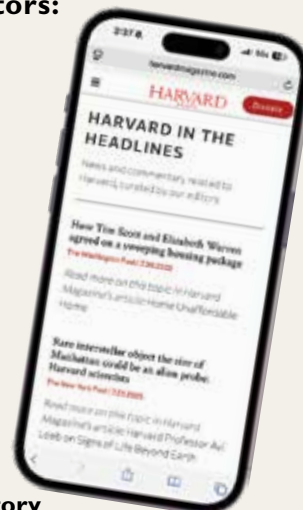 tors:
2:37
harvardmagazine.com
HARVARD
Donate
HARVARD IN THE
HEADLINES
News and commentary related to
Harvard, curated by our editors
How Tim Scott and Elizabeth Warren
agreed on a sweeping housing package
The Washington Post |
Read more on this topic in Harvard
Magazine's article: Home Unaffordable
Home
Rare interstellar object the size of
Manhattan could be an alien probe,
Harvard scientists
The New York Post |
Read more on this topic in Harvard
Magazine's article: Harvard Professor Avi
Loeb on Signs of Life Beyond Earth
tory